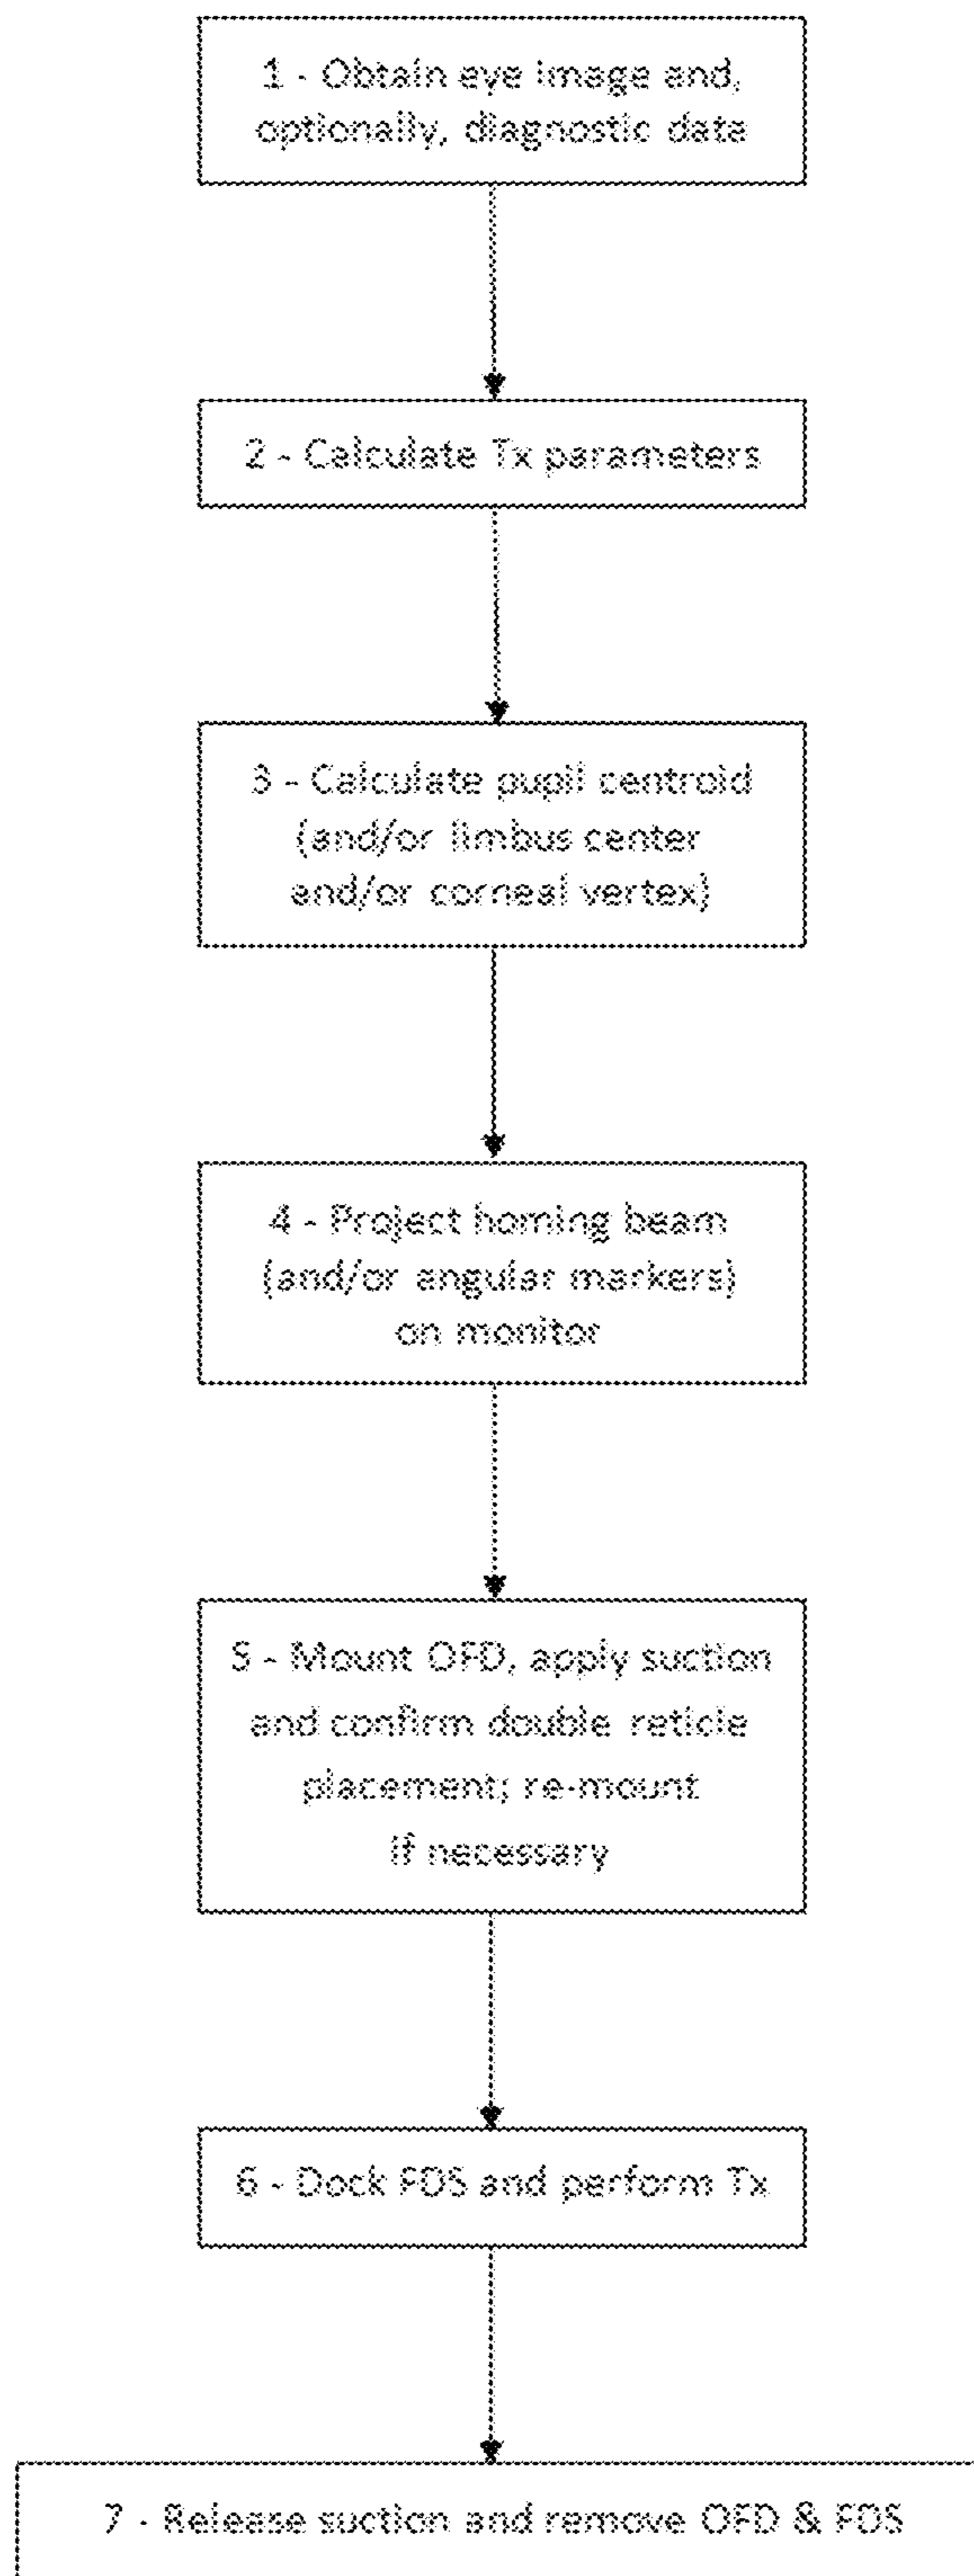 1 - Obtain eye image and,
optionally, diagnostic data
2 - Calculate Tx parameters
3 - Calculate pupil centroid
(and/or limbus center
and/or corneal vertex)
4 - Project homing beam
(and/or angular markers)
on monitor
5 - Mount OFD, apply suction
and confirm double reticle
placement; re-mount
if necessary
6 - Dock FDS and perform Tx
7 - Release suction and remove OFD & FDS